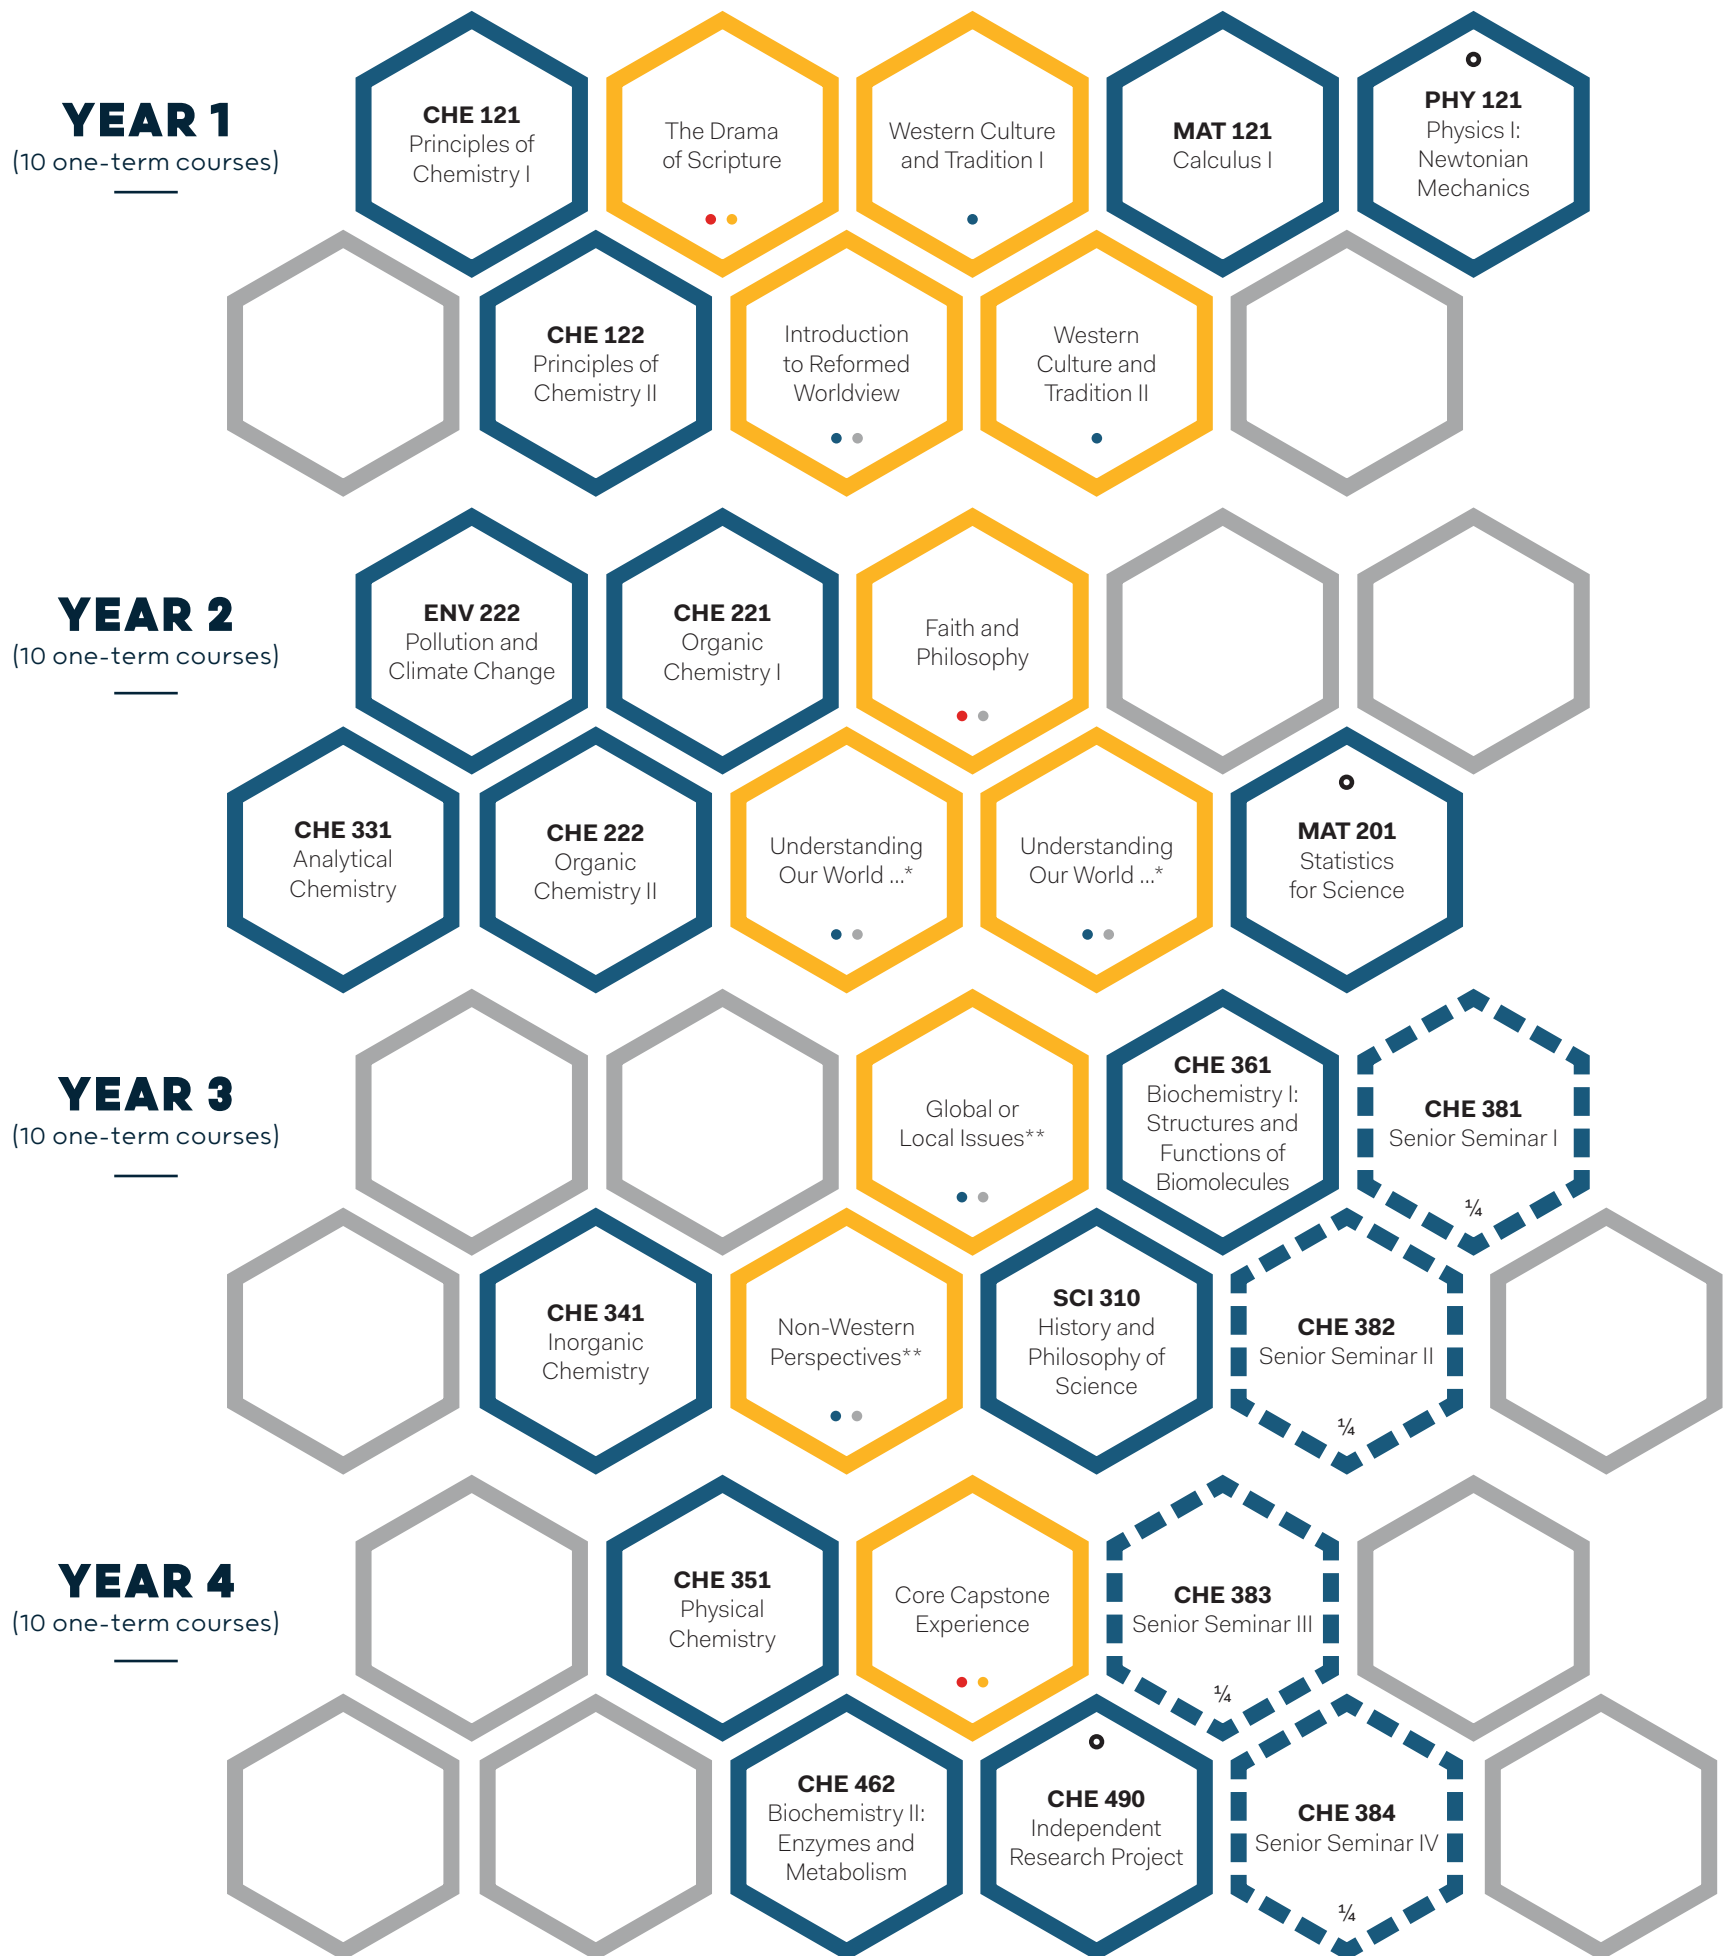 YEAR 1
(10 one-term courses)
CHE 121
Principles of
Chemistry I
The Drama
of Scripture
Western Culture
and Tradition I
MAT 121
Calculus I
PHY 121
Physics I:
Newtonian
Mechanics
CHE 122
Principles of
Chemistry II
Introduction
to Reformed
Worldview
Western
Culture and
Tradition II
YEAR 2
(10 one-term courses)
ENV 222
Pollution and
Climate Change
CHE 221
Organic
Chemistry I
Faith and
Philosophy
CHE 331
Analytical
Chemistry
CHE 222
Organic
Chemistry II
Understanding
Our World ...*
Understanding
Our World ...*
MAT 201
Statistics
for Science
YEAR 3
(10 one-term courses)
Global or
Local Issues**
CHE 361
Biochemistry I:
Structures and
Functions of
Biomolecules
CHE 381
Senior Seminar I
¼
CHE 341
Inorganic
Chemistry
Non-Western
Perspectives**
SCI 310
History and
Philosophy of
Science
CHE 382
Senior Seminar II
¼
YEAR 4
(10 one-term courses)
CHE 351
Physical
Chemistry
Core Capstone
Experience
CHE 383
Senior Seminar III
¼
CHE 462
Biochemistry II:
Enzymes and
Metabolism
CHE 490
Independent
Research Project
CHE 384
Senior Seminar IV
¼